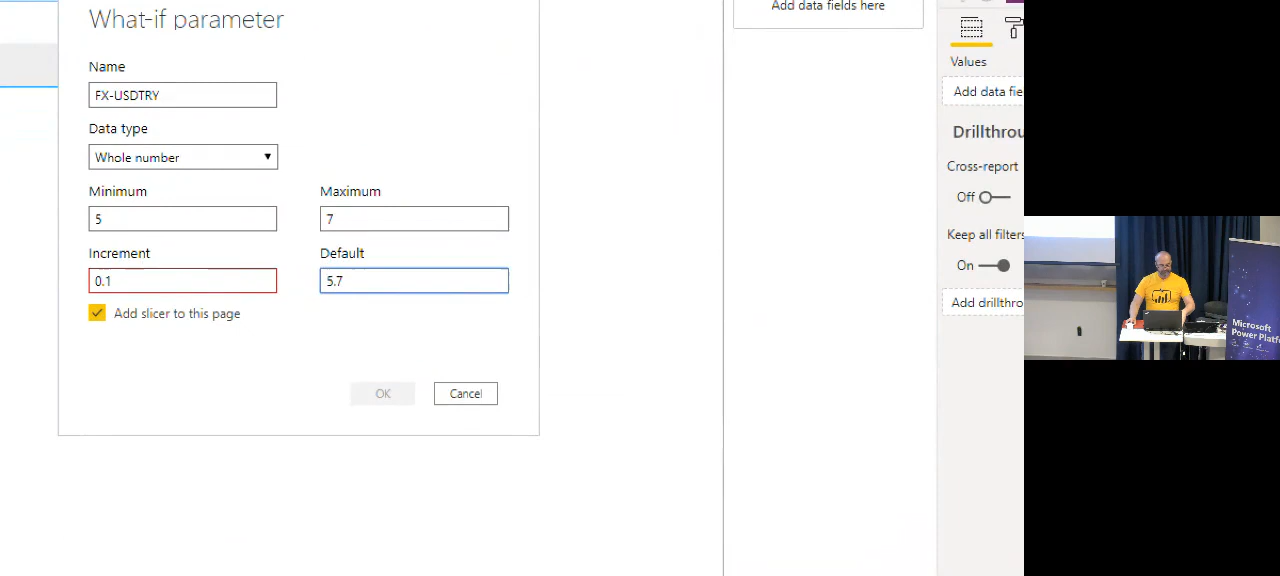 What-if parameter
Add data fields here
Name
FX-USDTRY
Data type
Whole number
Minimum
Maximum
5
7
Increment
Default
0.1
5.7
Add slicer to this page
OK
Cancel
Values
Add data fie
Drillthrou
Cross-report
Off
Keep all filters
On
Add drillthro
Microsoft
Power Platfo